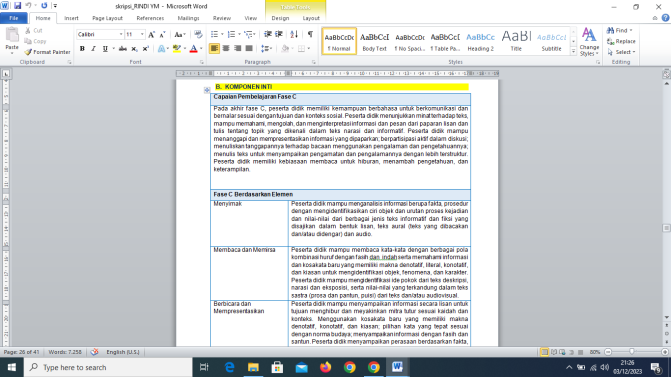 skripsi_RINDI YM - Microsoft Word
Table Tools
File Home Insert Page Layout References Mailings Review View Design Layout
Paste
Cut
Copy
Format Painter
Clipboard
Calibri 11
Font
Paragraph
AaBbCcDc AaBbCcI AaBbCcDc AaBbCcDc AaBbCc AaBbl AaBbCcI
¶ Normal Body Text ¶ No Spaci... ¶ Table Pa... Heading 2 Title Subtitle
Styles
Change Styles
Find
Replace
Select
Editing
B. KOMPONEN INTI
Capaian Pembelajaran Fase C
Pada akhir fase C, peserta didik memiliki kemampuan berbahasa untuk berkomunikasi dan
bernalar sesuai dengan tujuan dan konteks sosial. Peserta didik menunjukkan minat terhadap teks,
mampu memahami, mengolah, dan menginterpretasi informasi dan pesan dari paparan lisan dan
tulis tentang topik yang dikenali dalam teks narasi dan informatif. Peserta didik mampu
menanggapi dan mempresentasikan informasi yang dipaparkan; berpartisipasi aktif dalam diskusi;
menuliskan tanggapannya terhadap bacaan menggunakan pengalaman dan pengetahuannya;
menulis teks untuk menyampaikan pengamatan dan pengalamannya dengan lebih terstruktur.
Peserta didik memiliki kebiasaan membaca untuk hiburan, menambah pengetahuan, dan
keterampilan.
Fase C Berdasarkan Elemen
Menyimak
Peserta didik mampu menganalisis informasi berupa fakta, prosedur
dengan mengidentifikasikan ciri objek dan urutan proses kejadian
dan nilai-nilai dari berbagai jenis teks informatif dan fiksi yang
disajikan dalam bentuk lisan, teks aural (teks yang dibacakan
dan/atau didengar) dan audio.
Membaca dan Memirsa
Peserta didik mampu membaca kata-kata dengan berbagai pola
kombinasi huruf dengan fasih dan indah serta memahami informasi
dan kosakata baru yang memiliki makna denotatif, literal, konotatif,
dan kiasan untuk mengidentifikasi objek, fenomena, dan karakter.
Peserta didik mampu mengidentifikasi ide pokok dari teks deskripsi,
narasi dan eksposisi, serta nilai-nilai yang terkandung dalam teks
sastra (prosa dan pantun, puisi) dari teks dan/atau audiovisual.
Berbicara dan
Mempresentasikan
Peserta didik mampu menyampaikan informasi secara lisan untuk
tujuan menghibur dan meyakinkan mitra tutur sesuai kaidah dan
konteks. Menggunakan kosakata baru yang memiliki makna
denotatif, konotatif, dan kiasan; pilihan kata yang tepat sesuai
dengan norma budaya; menyampaikan informasi dengan fasih dan
santun. Peserta didik menyampaikan perasaan berdasarkan fakta,
Page: 26 of 41 Words: 7.258 English (U.S.) 80%
Type here to search
21:26
03/12/2023